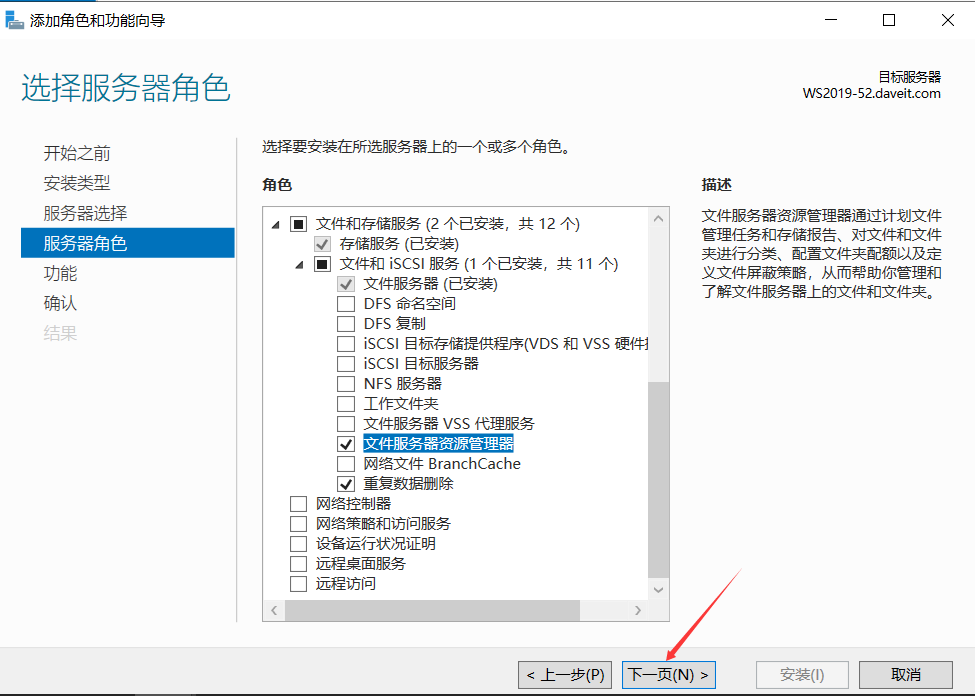 添加角色和功能向导
选择服务器角色
目标服务器
WS2019-52.daveit.com
开始之前
安装类型
服务器选择
服务器角色
功能
确认
结果
选择要安装在所选服务器上的一个或多个角色。
角色
文件和存储服务 (2 个已安装，共 12 个)
存储服务 (已安装)
文件和 iSCSI 服务 (1 个已安装，共 11 个)
文件服务器 (已安装)
DFS 命名空间
DFS 复制
iSCSI 目标存储提供程序(VDS 和 VSS 硬件
iSCSI 目标服务器
NFS 服务器
工作文件夹
文件服务器 VSS 代理服务
文件服务器资源管理器
网络文件 BranchCache
重复数据删除
网络控制器
网络策略和访问服务
设备运行状况证明
远程桌面服务
远程访问
描述
文件服务器资源管理器通过计划文件
管理任务和存储报告、对文件和文件
夹进行分类、配置文件夹配额以及定
义文件屏蔽策略，从而帮助你管理和
了解文件服务器上的文件和文件夹。
< 上一步(P)
下一页(N) >
安装(I)
取消